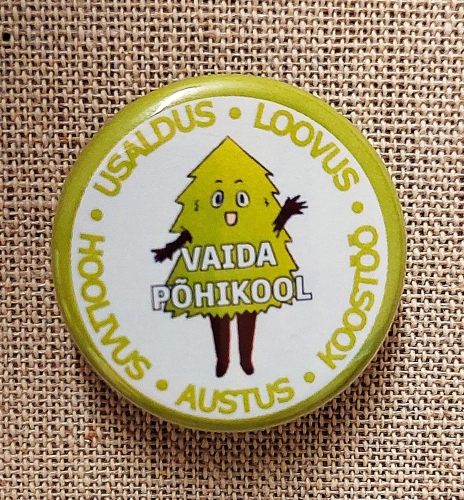 USALDUS • LOOVUS • KOOSTÖÖ • AUSTUS • HOOLIVUS •
VAIDA
PÕHIKOOL